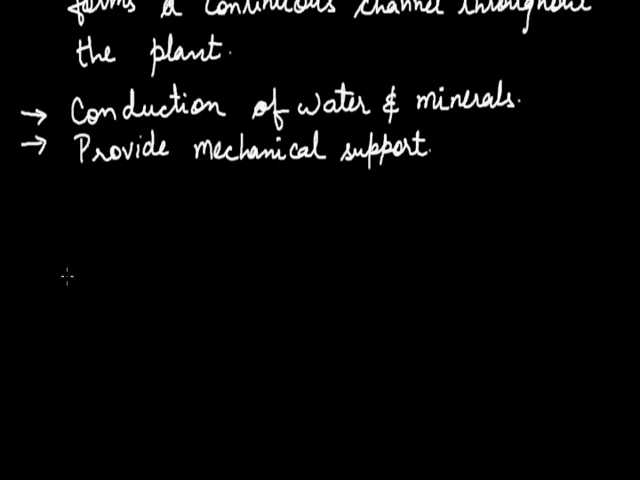 forms a continuous channel throughout
the plant.
→ Conduction of water & minerals.
→ Provide mechanical support.